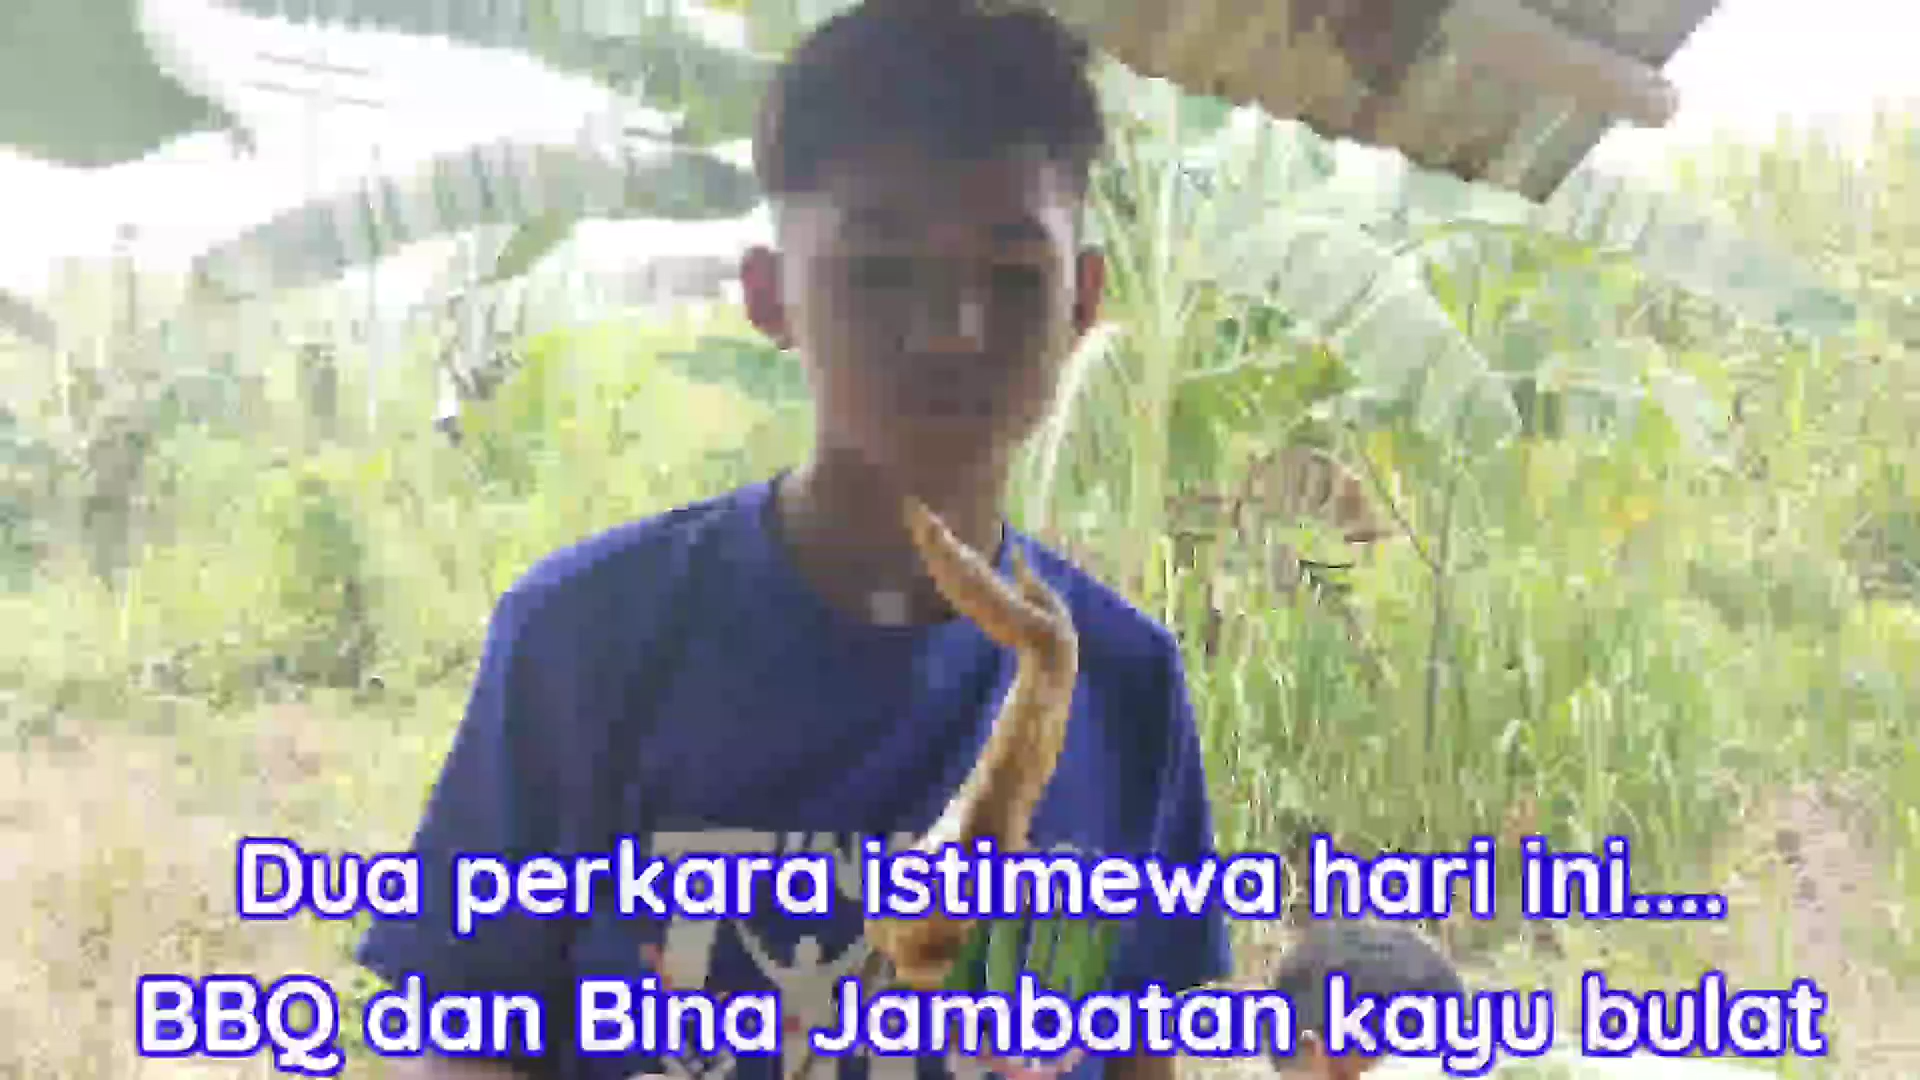 Dua perkara istimewa hari ini....
BBQ dan Bina Jambatan kayu bulat